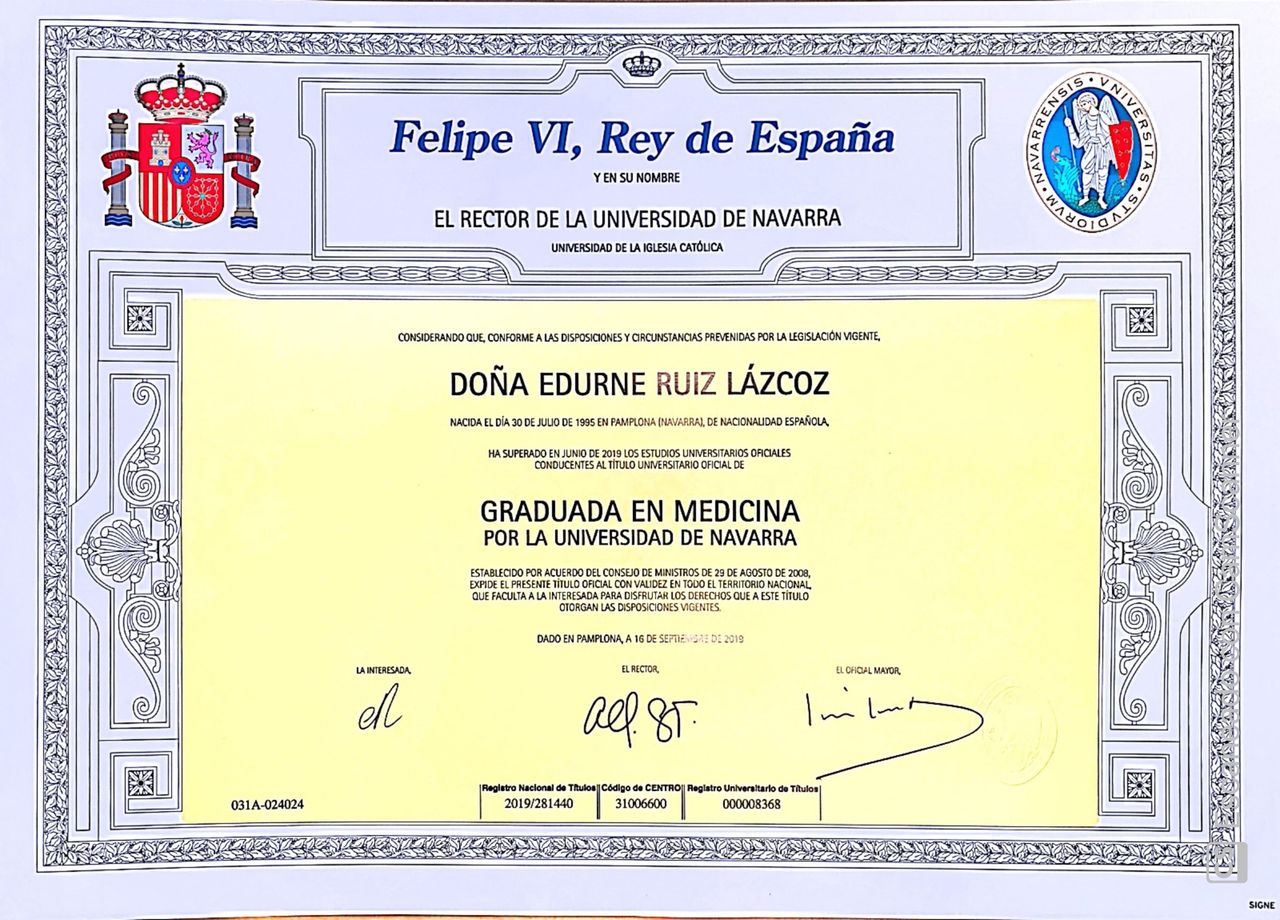 Felipe VI, Rey de España
Y EN SU NOMBRE
EL RECTOR DE LA UNIVERSIDAD DE NAVARRA
UNIVERSIDAD DE LA IGLESIA CATÓLICA
VNIVERSITAS • STVDIORVM • NAVARRENSIS •
CONSIDERANDO QUE, CONFORME A LAS DISPOSICIONES Y CIRCUNSTANCIAS PREVENIDAS POR LA LEGISLACIÓN VIGENTE,
DOÑA EDURNE RUIZ LÁZCOZ
NACIDA EL DÍA 30 DE JULIO DE 1995 EN PAMPLONA (NAVARRA), DE NACIONALIDAD ESPAÑOLA,
HA SUPERADO EN JUNIO DE 2019 LOS ESTUDIOS UNIVERSITARIOS OFICIALES
CONDUCENTES AL TÍTULO UNIVERSITARIO OFICIAL DE
GRADUADA EN MEDICINA
POR LA UNIVERSIDAD DE NAVARRA
ESTABLECIDO POR ACUERDO DEL CONSEJO DE MINISTROS DE 29 DE AGOSTO DE 2008,
EXPIDE EL PRESENTE TÍTULO OFICIAL CON VALIDEZ EN TODO EL TERRITORIO NACIONAL,
QUE FACULTA A LA INTERESADA PARA DISFRUTAR LOS DERECHOS QUE A ESTE TÍTULO
OTORGAN LAS DISPOSICIONES VIGENTES.
DADO EN PAMPLONA, A 16 DE SEPTIEMBRE DE 2019
LA INTERESADA, EL RECTOR, EL OFICIAL MAYOR,
Registro Nacional de Títulos Código de CENTRO Registro Universitario de Títulos
031A-024024 2019/281440 31006600 000008368
SIGNE